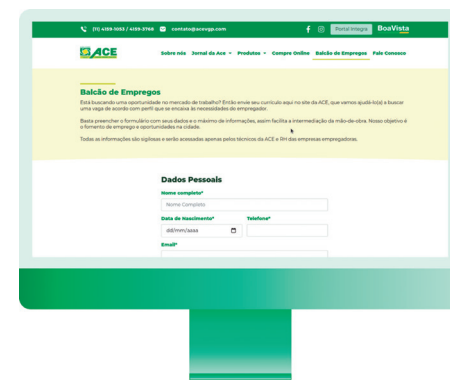 (11) 4159-1053 / 4159-3768 contato@acevgp.com Portal Integra BoaVista
ACE Sobre nós Jornal da Ace Produtos Compre Online Balcão de Empregos Fale Conosco
Balcão de Empregos
Está buscando uma oportunidade no mercado de trabalho? Então envie seu currículo aqui no site da ACE, que vamos ajudá-lo(a) a buscar
uma vaga de acordo com perfil que se encaixa às necessidades do empregador.
Basta preencher o formulário com seus dados e o máximo de informações, assim facilita a intermediação da mão-de-obra. Nosso objetivo é
o fomento de emprego e oportunidades na cidade.
Todas as informações são sigilosas e serão acessadas apenas pelos técnicos da ACE e RH das empresas empregadoras.
Dados Pessoais
Nome completo*
Nome Completo
Data de Nascimento* Telefone*
dd/mm/aaaa
Email*